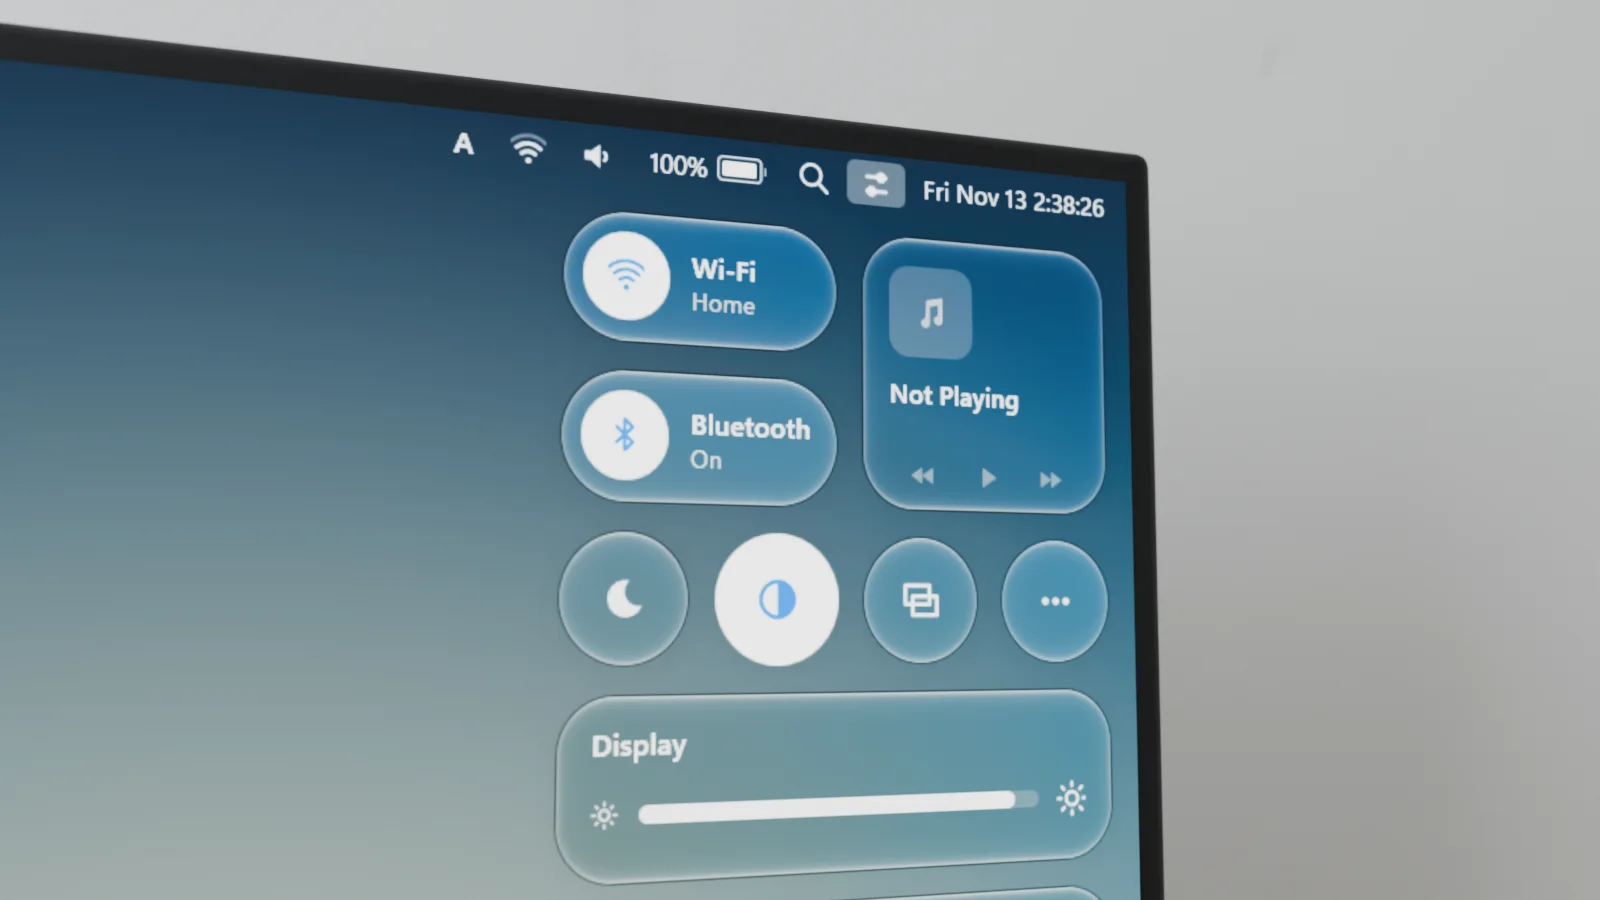 A 100% Fri Nov 13 2:38:26
Wi-Fi
Home
Not Playing
Bluetooth
On
Display